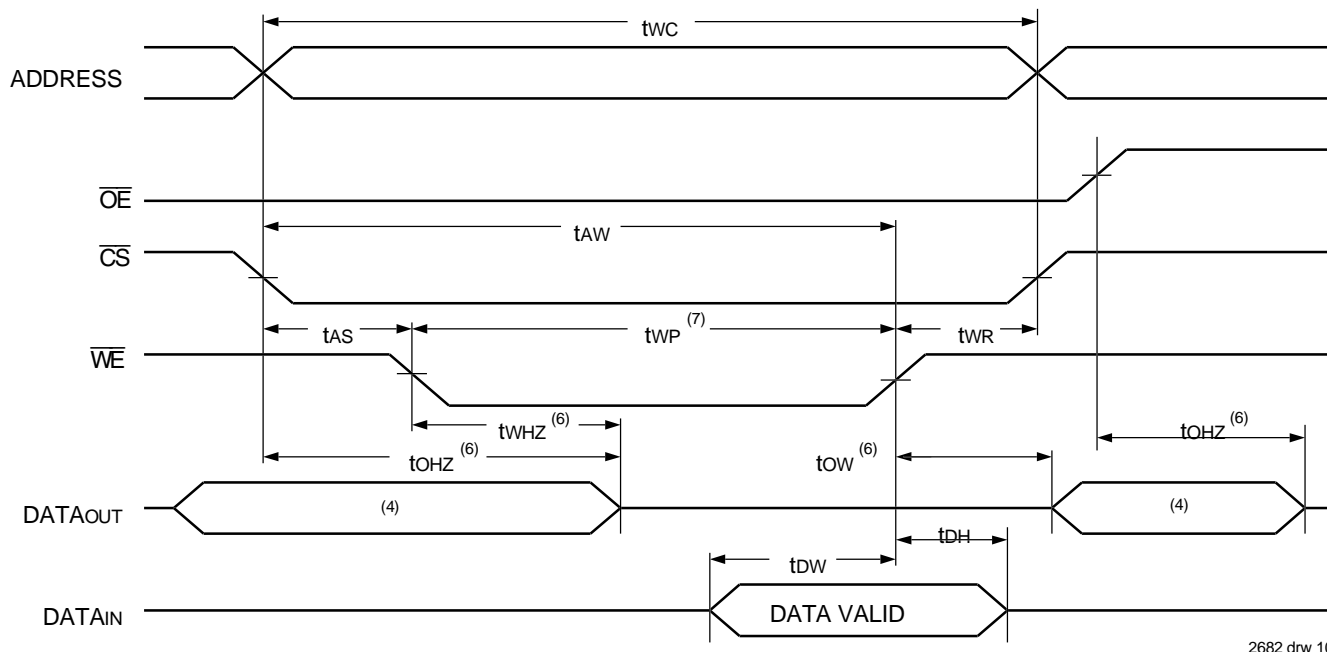 tWC
ADDRESS
OE
tAW
CS
tAS
tWP (7)
tWR
WE
tWHZ (6)
tOHZ (6)
tOW (6)
tOHZ (6)
DATAOUT
(4)
(4)
tDH
tDW
DATAIN
DATA VALID
2682 drw 10